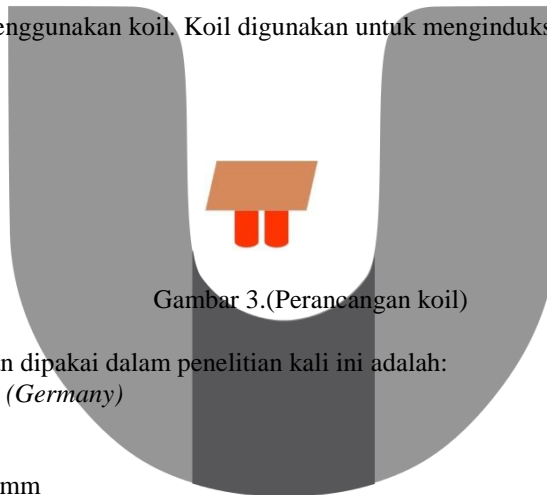 enggunakan koil. Koil digunakan untuk menginduks
Gambar 3.(Perancangan koil)
n dipakai dalam penelitian kali ini adalah:
(Germany)
mm